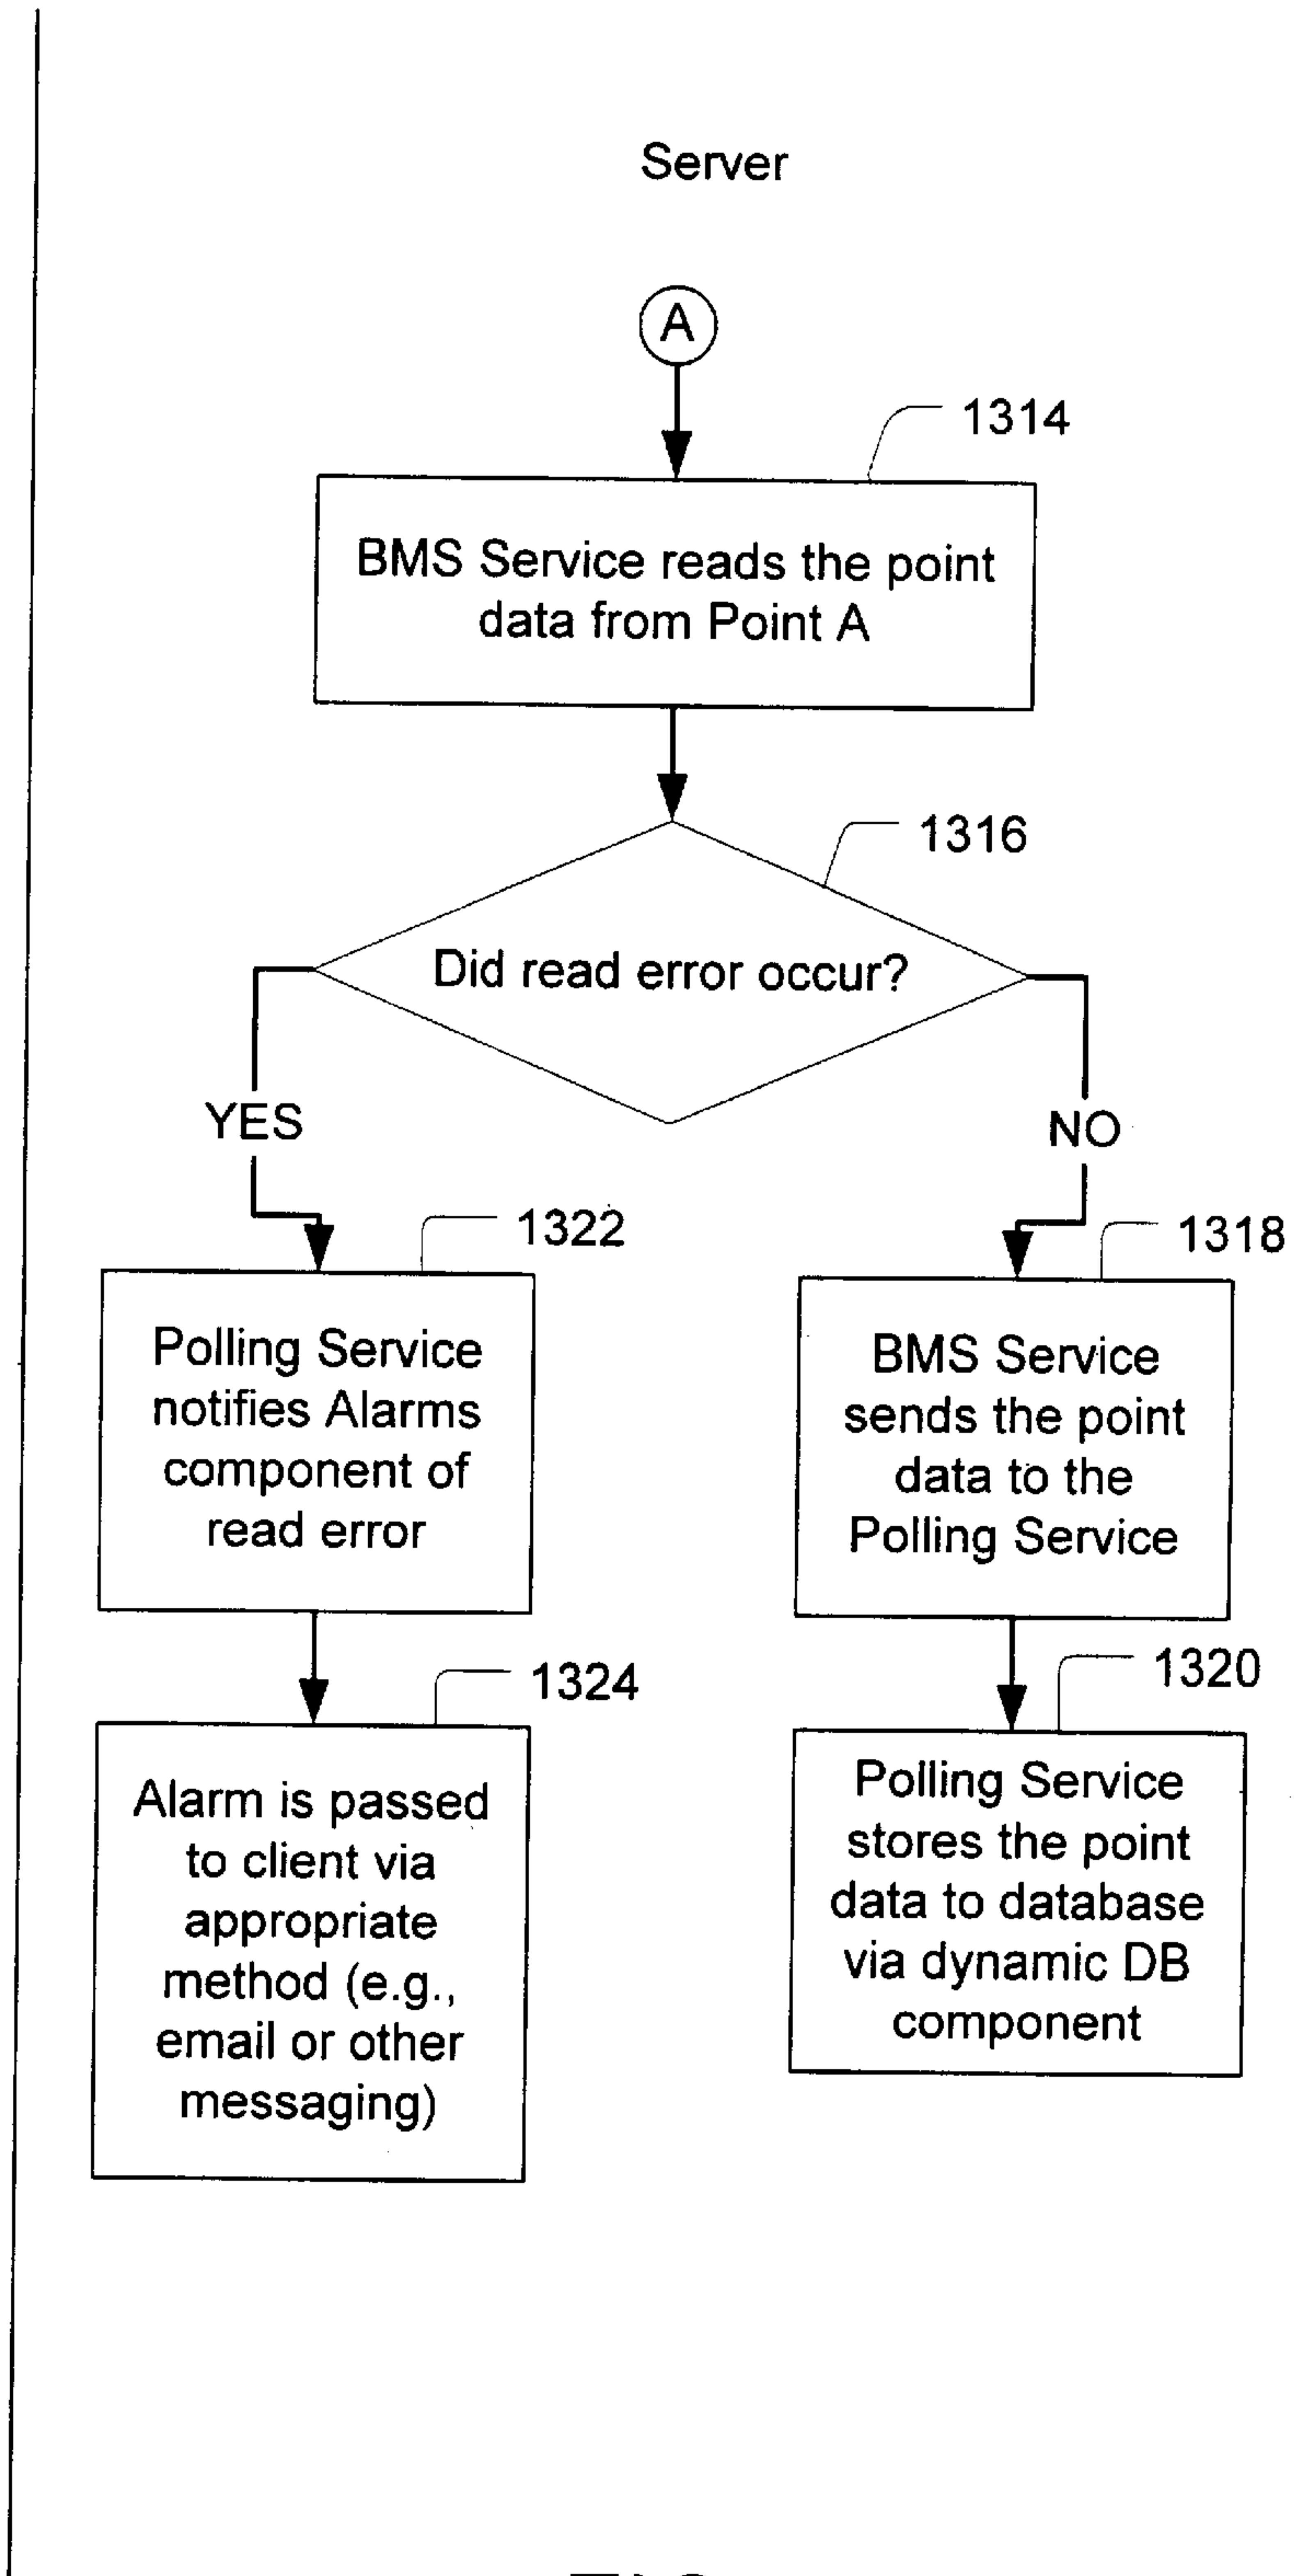 Server
A
1314
BMS Service reads the point
data from Point A
1316
Did read error occur?
YES
NO
1322
1318
Polling Service
notifies Alarms
component of
read error
BMS Service
sends the point
data to the
Polling Service
1324
1320
Alarm is passed
to client via
appropriate
method (e.g.,
email or other
messaging)
Polling Service
stores the point
data to database
via dynamic DB
component